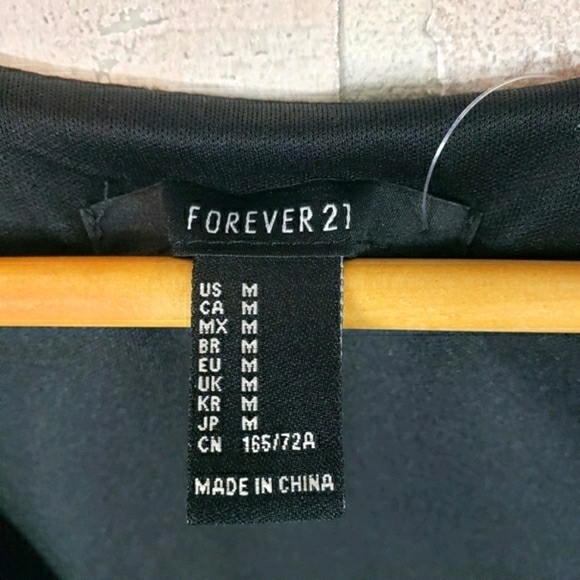 FOREVER 21
US M
CA M
MX M
BR M
EU M
UK M
KR M
JP M
CN 165/72A
MADE IN CHINA